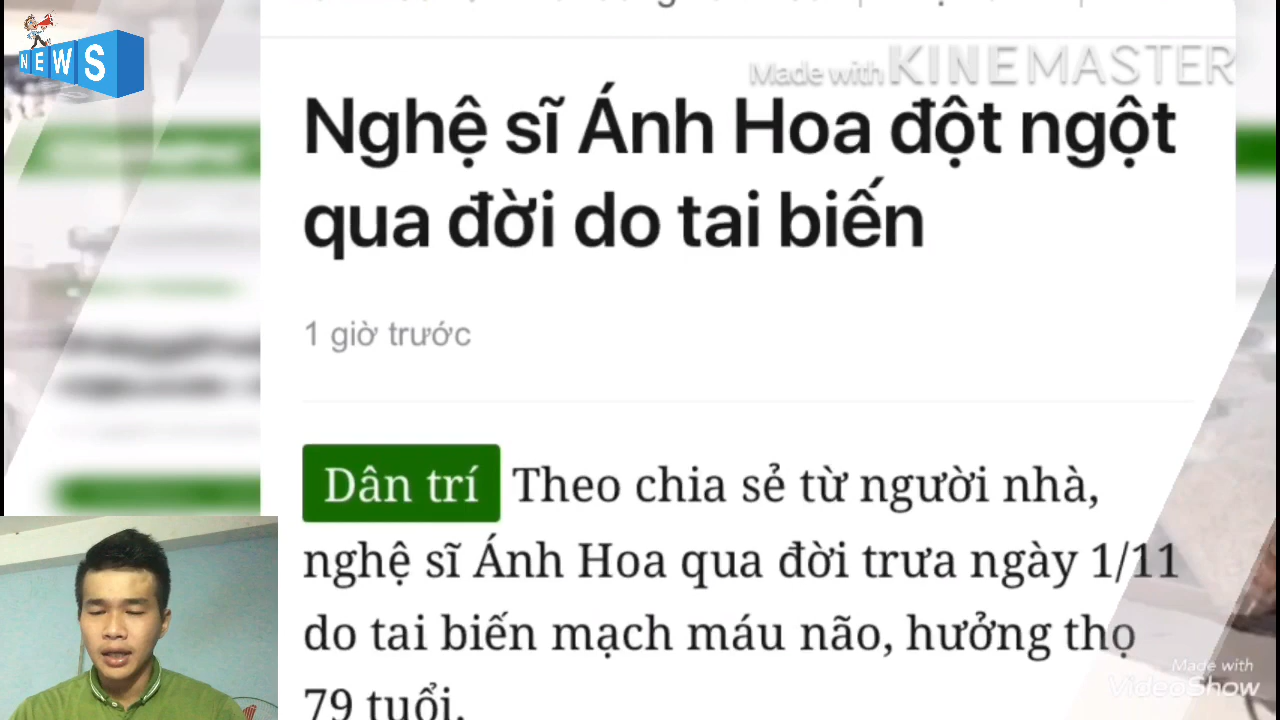 NEWS
Made with KINEMASTER
Nghệ sĩ Ánh Hoa đột ngột
qua đời do tai biến
1 giờ trước
Dân trí Theo chia sẻ từ người nhà,
nghệ sĩ Ánh Hoa qua đời trưa ngày 1/11
do tai biến mạch máu não, hưởng thọ
79 tuổi.
Made with
VideoShow